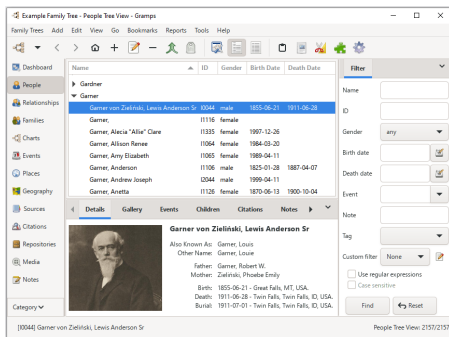 Example Family Tree - People Tree View - Gramps
Family Trees Add Edit View Go Bookmarks Reports Tools Help
Dashboard
People
Relationships
Families
Charts
Events
Places
Geography
Sources
Citations
Repositories
Media
Notes
Category
Name ID Gender Birth Date Death Date
Gardner
Garner
Garner von Zieliński, Lewis Anderson Sr I0044 male 1855-06-21 1911-06-28
Garner, I1116 female
Garner, Alecia "Allie" Clare I1335 female 1997-12-26
Garner, Allison Renee I1064 female 1984-03-20
Garner, Amy Elizabeth I1065 female 1989-04-11
Garner, Anderson I1106 male 1825-01-28 1887-04-07
Garner, Andrew Joseph I2044 male 1999-04-11
Garner, Anetta I1126 female 1870-06-13 1900-10-04
Details Gallery Events Children Citations Notes
Garner von Zieliński, Lewis Anderson Sr
Also Known As: Garner, Louie
Other Name: Garner, Louis
Father: Garner, Robert W.
Mother: Zieliński, Phoebe Emily
Birth: 1855-06-21 - Great Falls, MT, USA.
Death: 1911-06-28 - Twin Falls, Twin Falls, ID, USA.
Burial: 1911-07-01 - Twin Falls, Twin Falls, ID, USA.
Filter
Name
ID
Gender any
Birth date
Death date
Event
Note
Tag
Custom filter None
Use regular expressions
Case sensitive
Find Reset
[I0044] Garner von Zieliński, Lewis Anderson Sr
People Tree View: 2157/2157